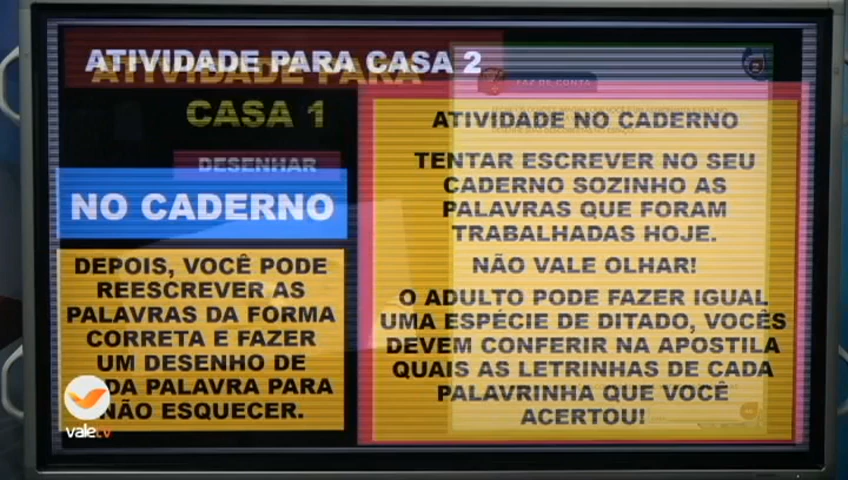 ATIVIDADE PARA CASA 2
ATIVIDADE PARA
CASA 1
DESENHAR
NO CADERNO
DEPOIS, VOCÊ PODE
REESCREVER AS
PALAVRAS DA FORMA
CORRETA E FAZER
UM DESENHO DE
PALAVRA PARA
NÃO ESQUECER.
FAZ DE CONTA
ATIVIDADE NO CADERNO
TENTAR ESCREVER NO SEU
CADERNO SOZINHO AS
PALAVRAS QUE FORAM
TRABALHADAS HOJE.
NÃO VALE OLHAR!
O ADULTO PODE FAZER IGUAL
UMA ESPÉCIE DE DITADO, VOCÊS
DEVEM CONFERIR NA APOSTILA
QUAIS AS LETRINHAS DE CADA
PALAVRINHA QUE VOCÊ
ACERTOU!
valetv